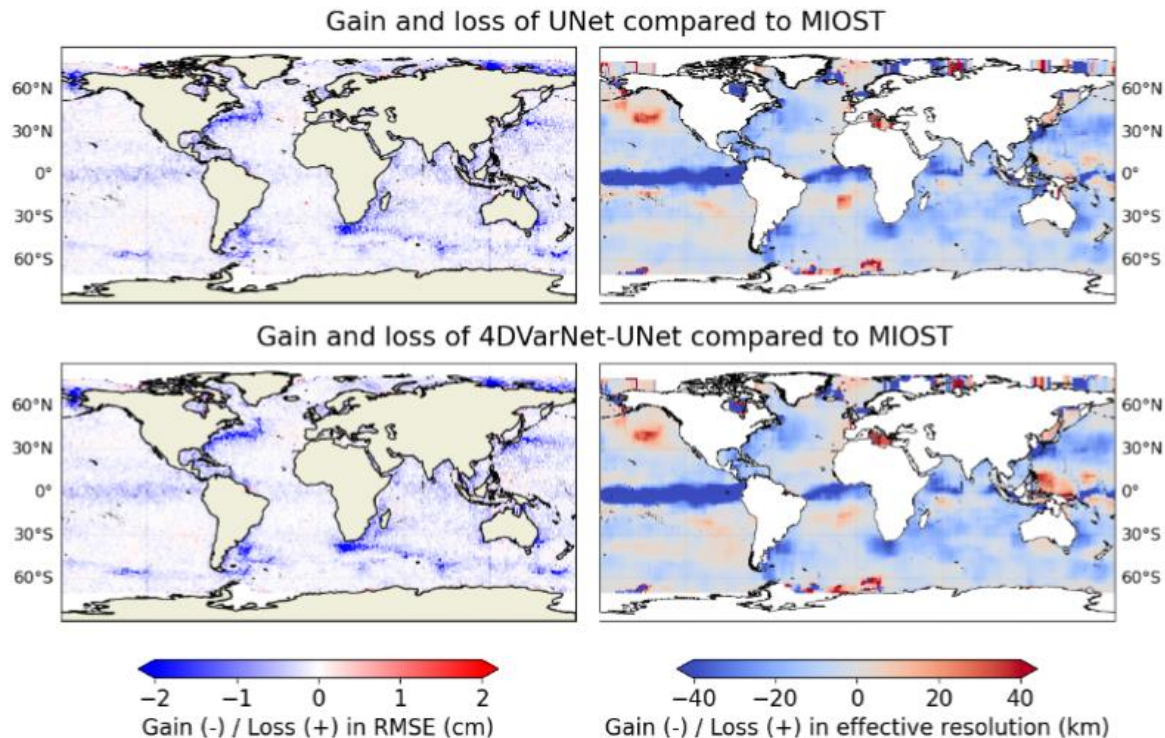 Gain and loss of UNet compared to MIOST
60°N 60°N
30°N 30°N
0° 0°
30°S 30°S
60°S 60°S
Gain and loss of 4DVarNet-UNet compared to MIOST
60°N 60°N
30°N 30°N
0° 0°
30°S 30°S
60°S 60°S
−2 −1 0 1 2 −40 −20 0 20 40
Gain (-) / Loss (+) in RMSE (cm) Gain (-) / Loss (+) in effective resolution (km)